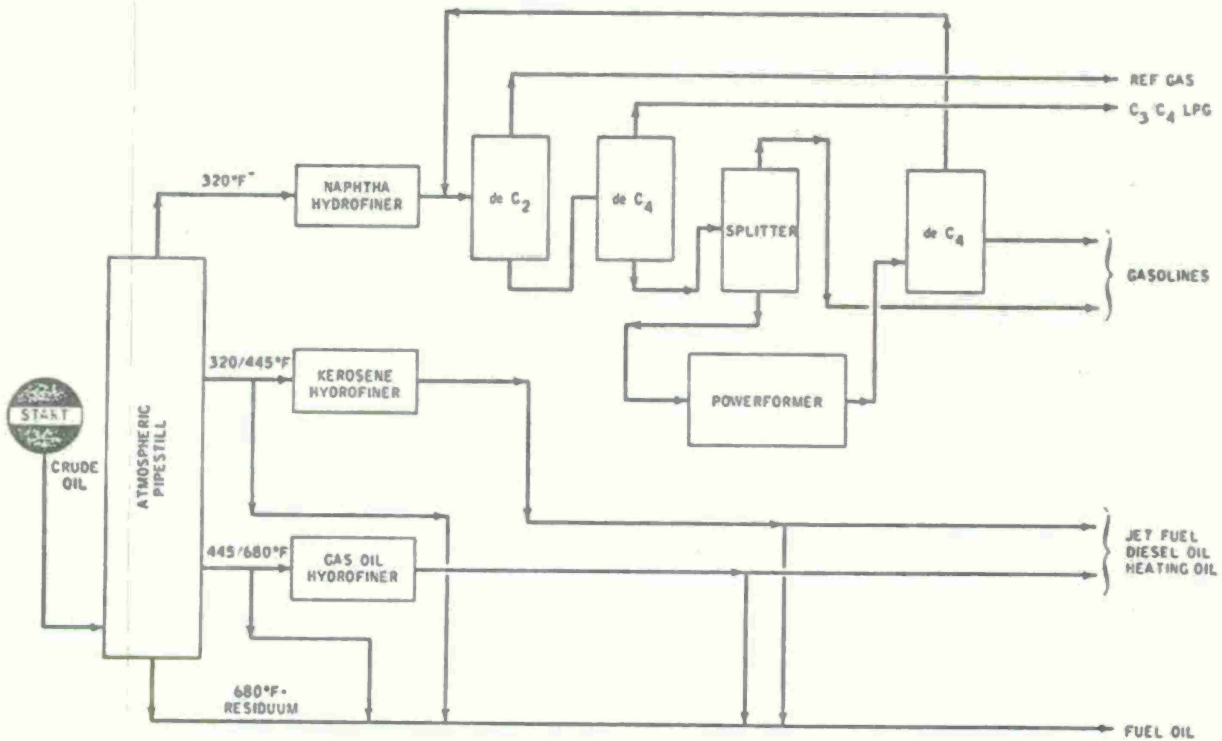 REF GAS
C3/C4 LPG
320°F-
NAPHTHA
HYDROFINER
de C2
de C4
SPLITTER
de C4
GASOLINES
320/445°F
KEROSENE
HYDROFINER
POWERFORMER
START
CRUDE
OIL
ATMOSPHERIC
PIPESTILL
445/680°F
GAS OIL
HYDROFINER
JET FUEL
DIESEL OIL
HEATING OIL
680°F+
RESIDUUM
FUEL OIL